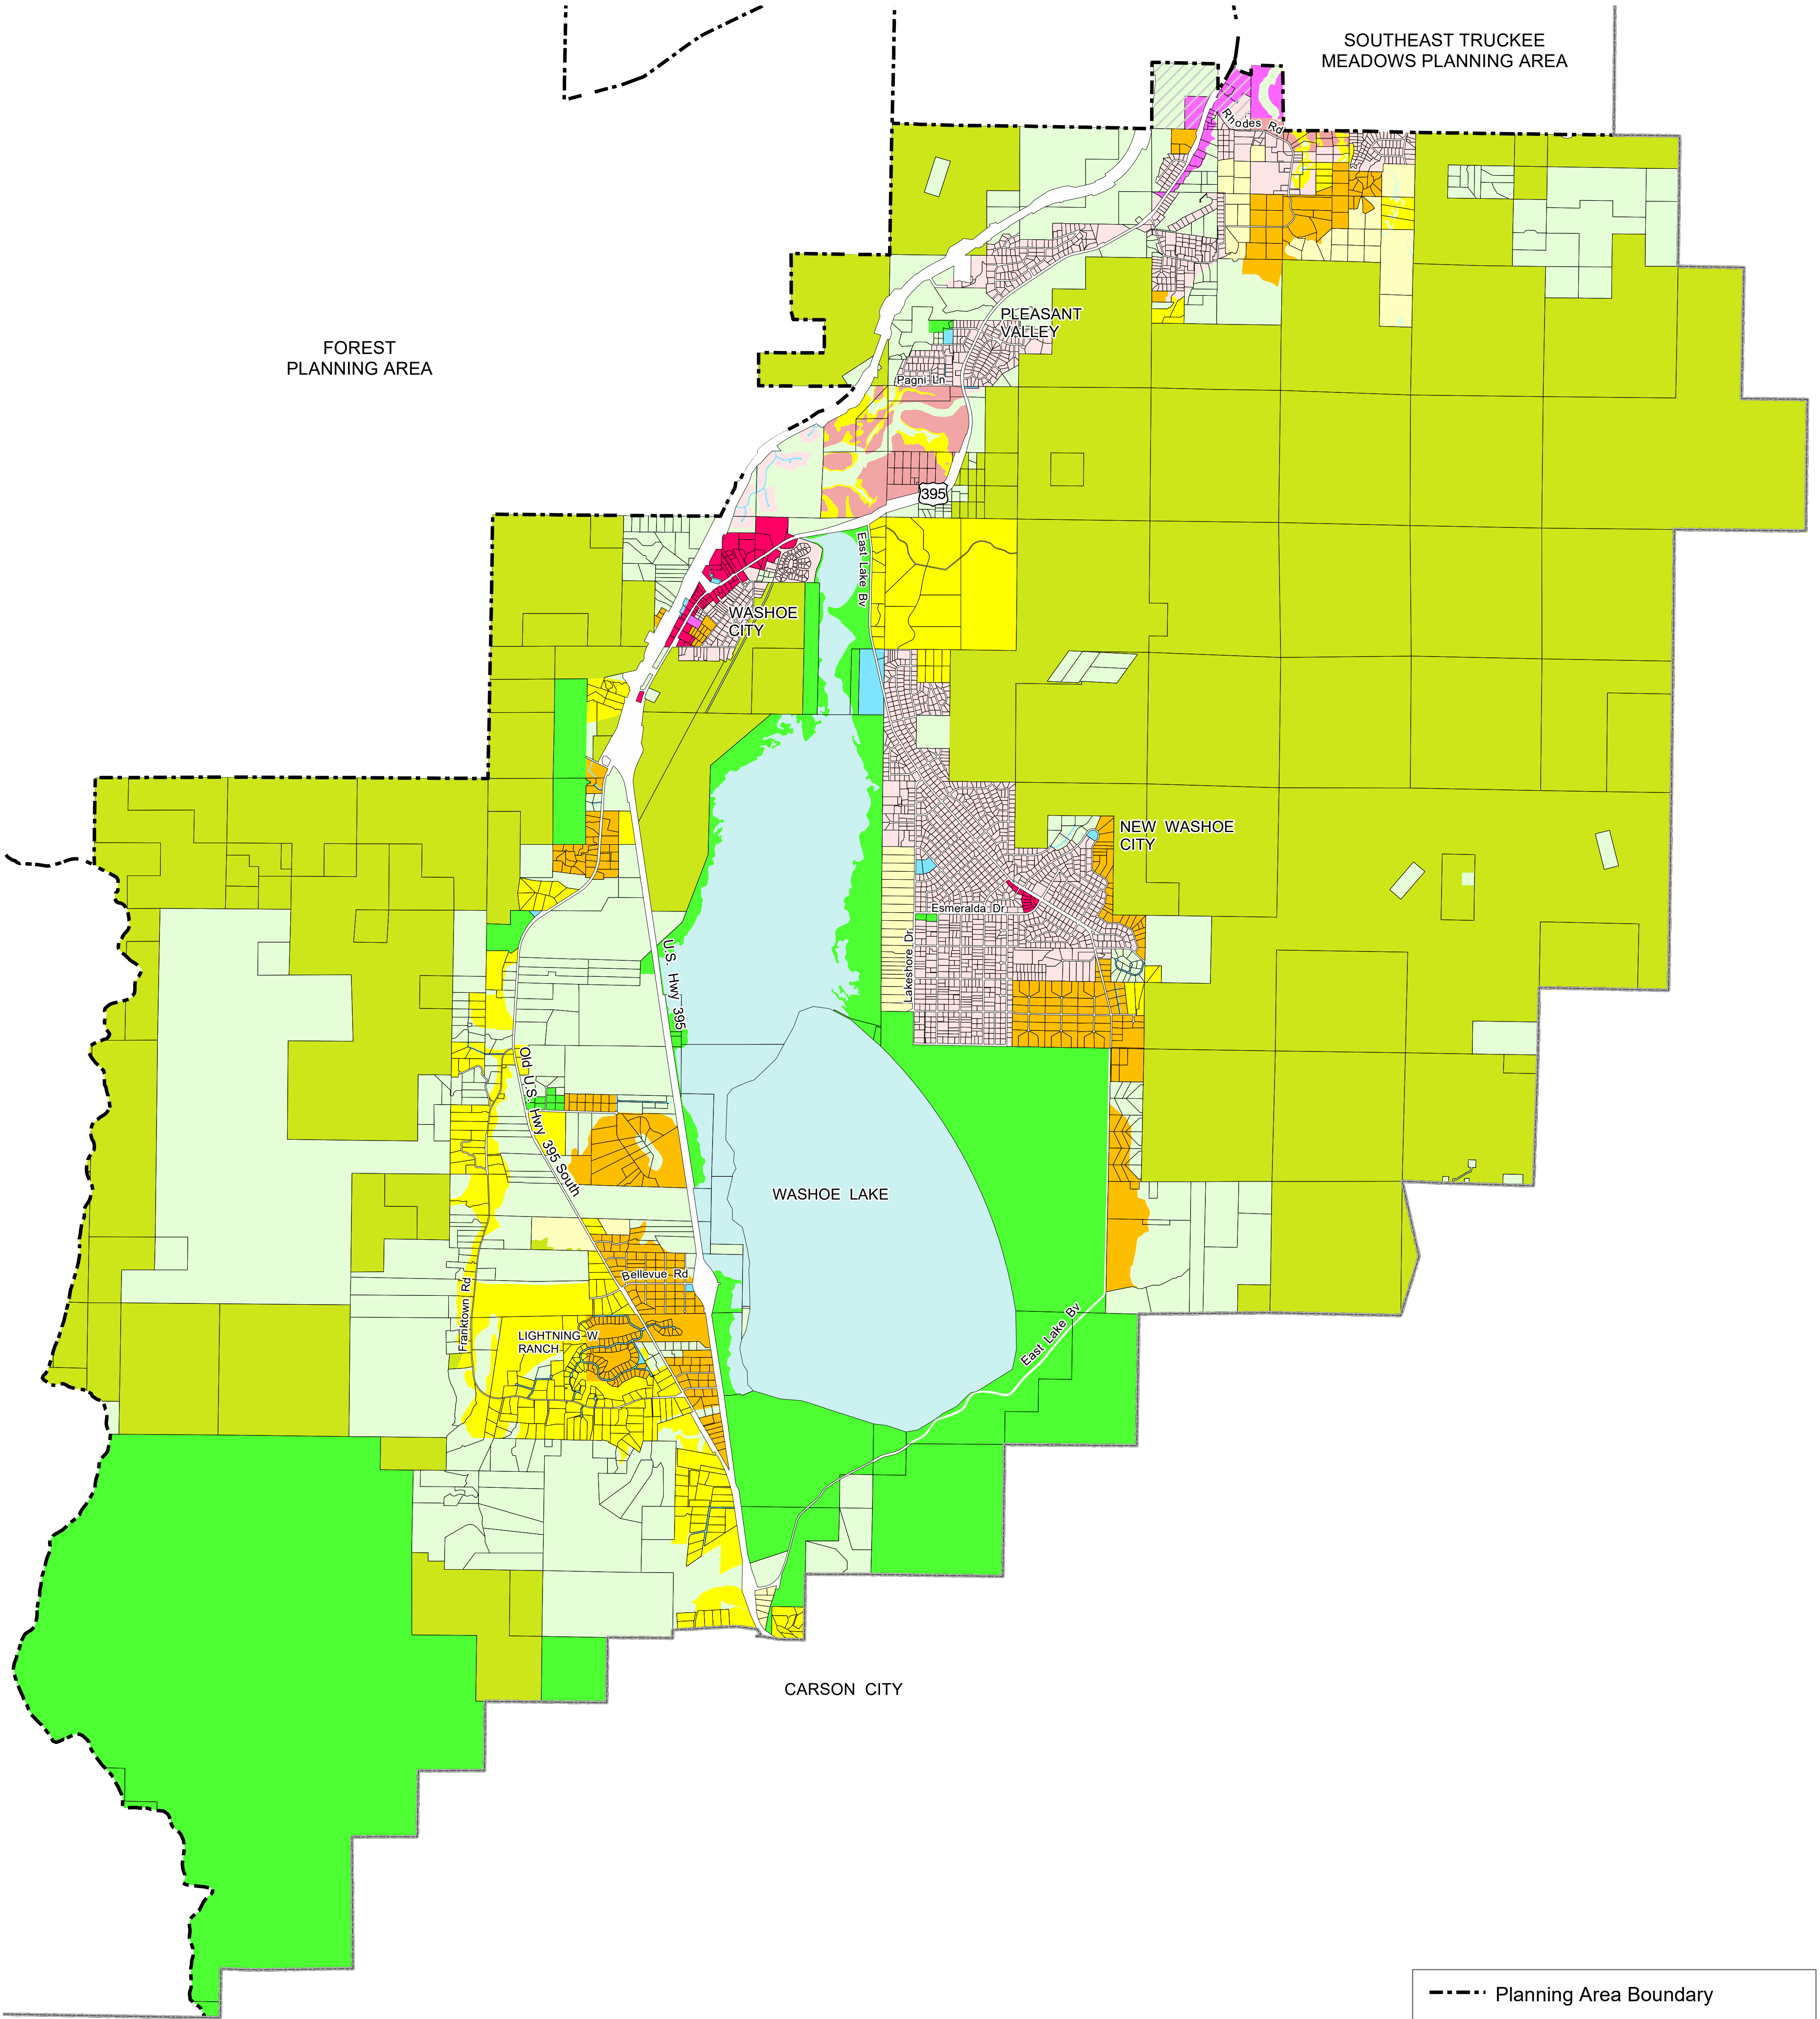 SOUTHEAST TRUCKEE
MEADOWS PLANNING AREA
Rhodes Rd
FOREST
PLANNING AREA
PLEASANT
VALLEY
Pagni Ln
395
East Lake Bv
WASHOE
CITY
NEW WASHOE
CITY
Esmeralda Dr
Lakeshore Dr
U.S. Hwy 395
Old U.S. Hwy 395 South
WASHOE LAKE
Bellevue Rd
Franktown Rd
LIGHTNING W
RANCH
East Lake Bv
CARSON CITY
Planning Area Boundary